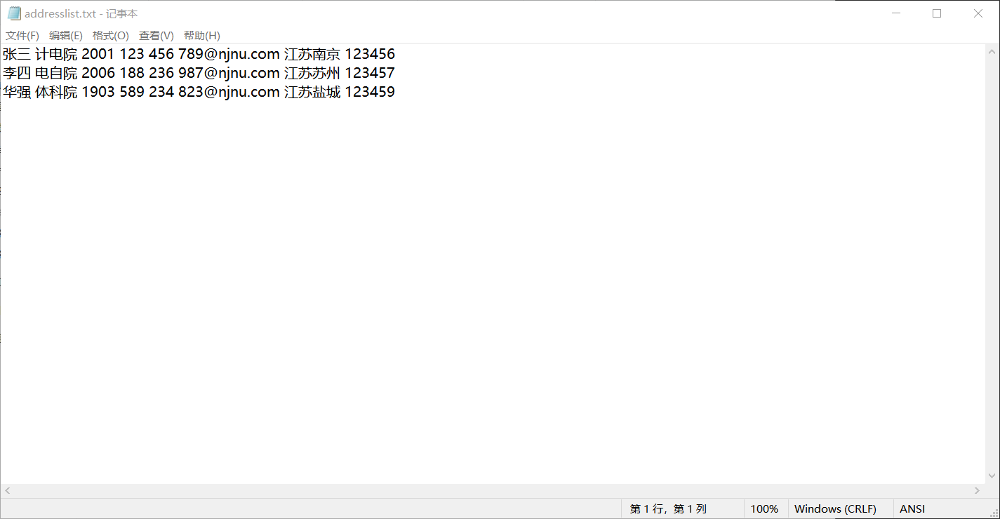 addresslist.txt - 记事本
文件(F) 编辑(E) 格式(O) 查看(V) 帮助(H)
张三 计电院 2001 123 456 789@njnu.com 江苏南京 123456
李四 电自院 2006 188 236 987@njnu.com 江苏苏州 123457
华强 体科院 1903 589 234 823@njnu.com 江苏盐城 123459
第 1 行，第 1 列 100% Windows (CRLF) ANSI